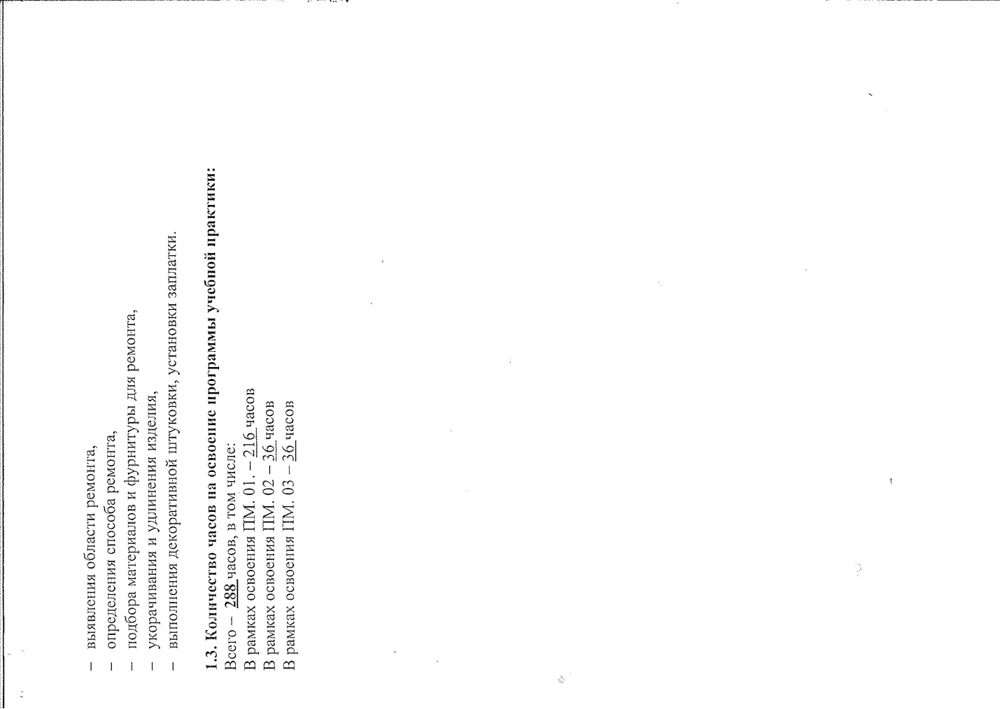 – выявления области ремонта,
– определения способа ремонта,
– подбора материалов и фурнитуры для ремонта,
– укорачивания и удлинения изделия,
– выполнения декоративной штуковки, установки заплатки.
1.3. Количество часов на освоение программы учебной практики:
Всего – 288 часов, в том числе:
В рамках освоения ПМ. 01. – 216 часов
В рамках освоения ПМ. 02 – 36 часов
В рамках освоения ПМ. 03 – 36 часов